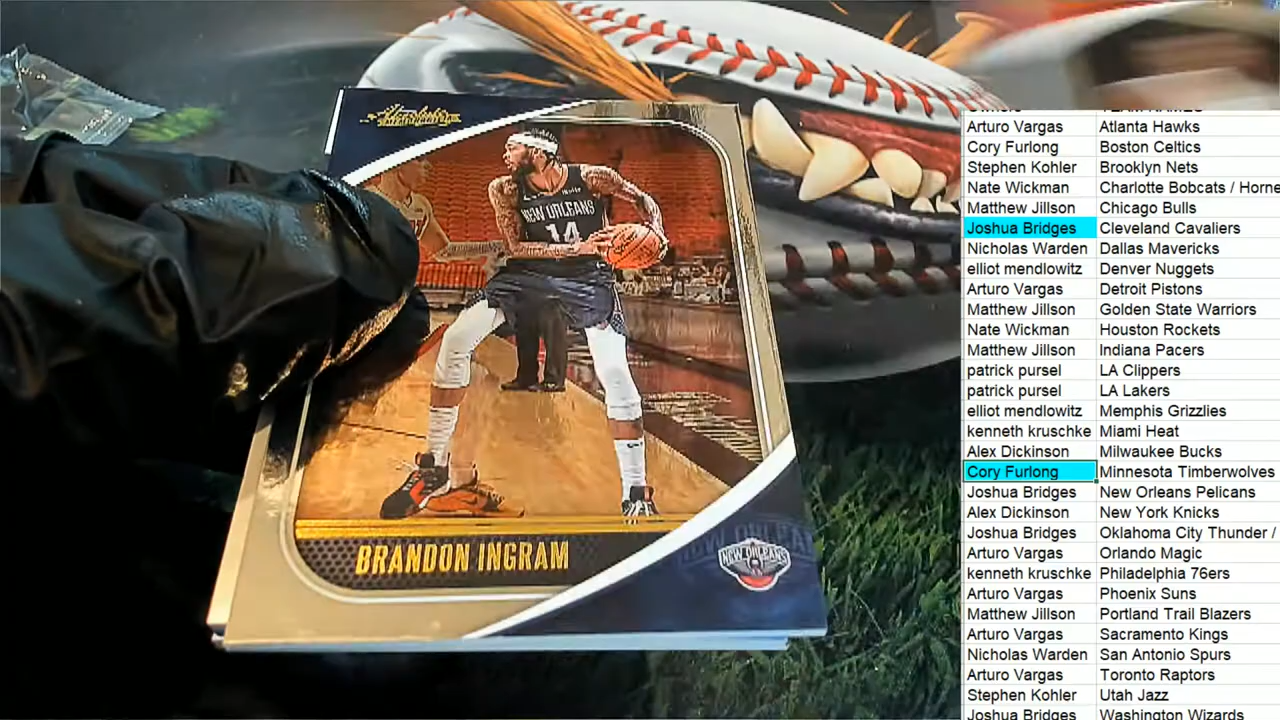 Absolute
NEW ORLEANS
14
BRANDON INGRAM
NEW ORLEANS
NEW ORLEANS
TEAM NAMES
Arturo Vargas Atlanta Hawks
Cory Furlong Boston Celtics
Stephen Kohler Brooklyn Nets
Nate Wickman Charlotte Bobcats / Horne
Matthew Jillson Chicago Bulls
Joshua Bridges Cleveland Cavaliers
Nicholas Warden Dallas Mavericks
elliot mendlowitz Denver Nuggets
Arturo Vargas Detroit Pistons
Matthew Jillson Golden State Warriors
Nate Wickman Houston Rockets
Matthew Jillson Indiana Pacers
patrick pursel LA Clippers
patrick pursel LA Lakers
elliot mendlowitz Memphis Grizzlies
kenneth kruschke Miami Heat
Alex Dickinson Milwaukee Bucks
Cory Furlong Minnesota Timberwolves
Joshua Bridges New Orleans Pelicans
Alex Dickinson New York Knicks
Joshua Bridges Oklahoma City Thunder /
Arturo Vargas Orlando Magic
kenneth kruschke Philadelphia 76ers
Arturo Vargas Phoenix Suns
Matthew Jillson Portland Trail Blazers
Arturo Vargas Sacramento Kings
Nicholas Warden San Antonio Spurs
Arturo Vargas Toronto Raptors
Stephen Kohler Utah Jazz
Joshua Bridges Washington Wizards